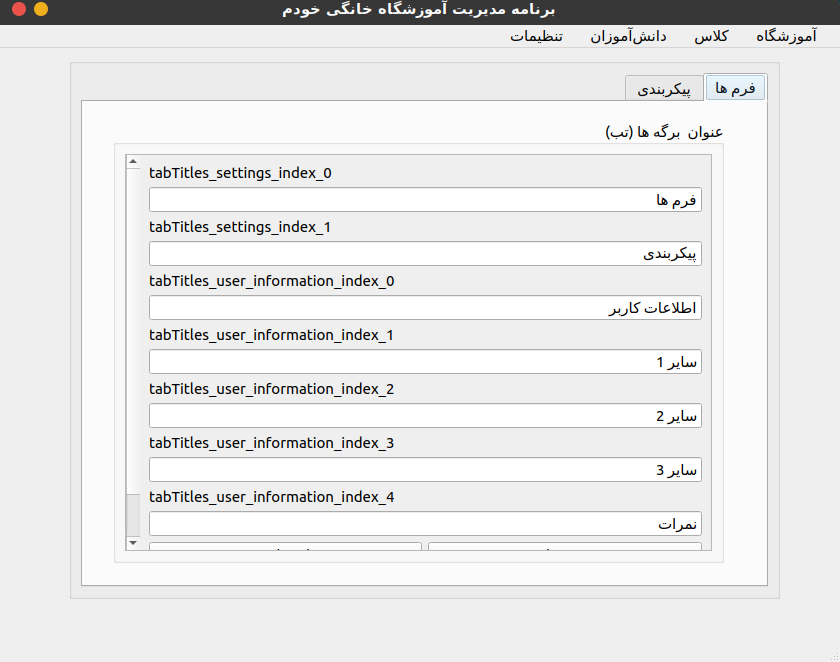 برنامه مدیریت آموزشگاه خانگی خودم
آموزشگاه کلاس دانش‌آموزان تنظیمات
فرم ها پیکربندی
عنوان برگه ها (تب)
tabTitles_settings_index_0
فرم ها
tabTitles_settings_index_1
پیکربندی
tabTitles_user_information_index_0
اطلاعات کاربر
tabTitles_user_information_index_1
سایر 1
tabTitles_user_information_index_2
سایر 2
tabTitles_user_information_index_3
سایر 3
tabTitles_user_information_index_4
نمرات